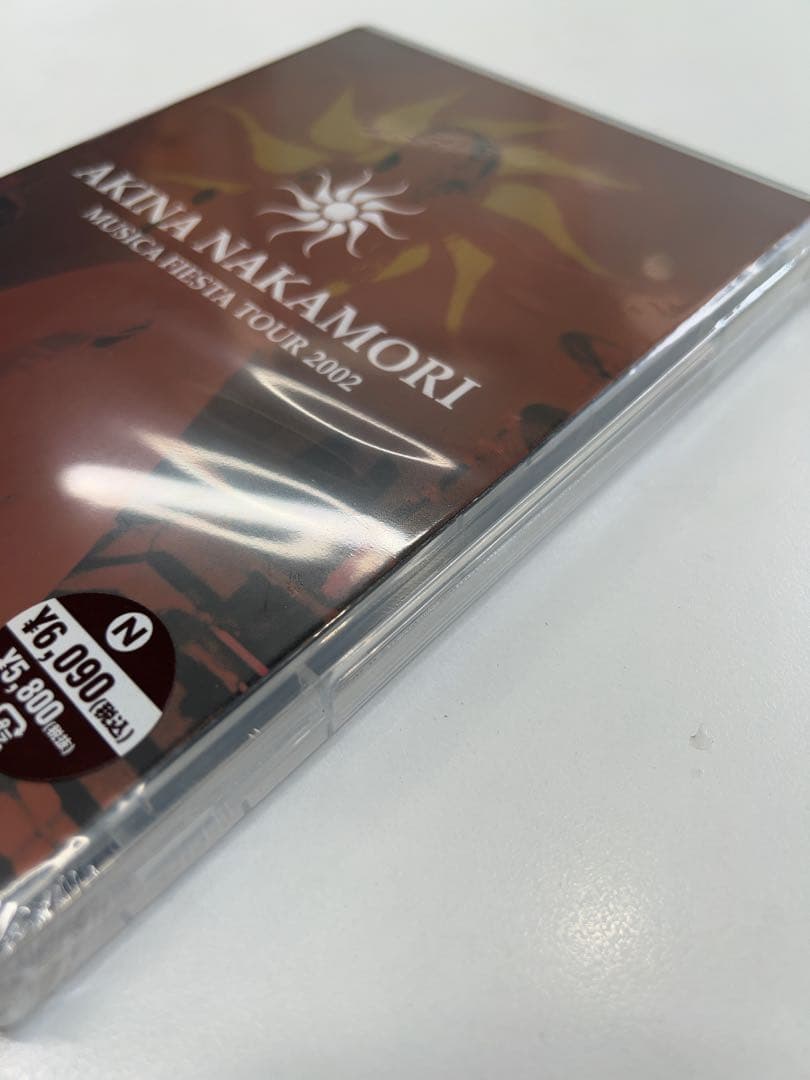 AKINA NAKAMORI
MUSICA FIESTA TOUR 2002
N
¥6,090(税込)
¥5,800(税抜)